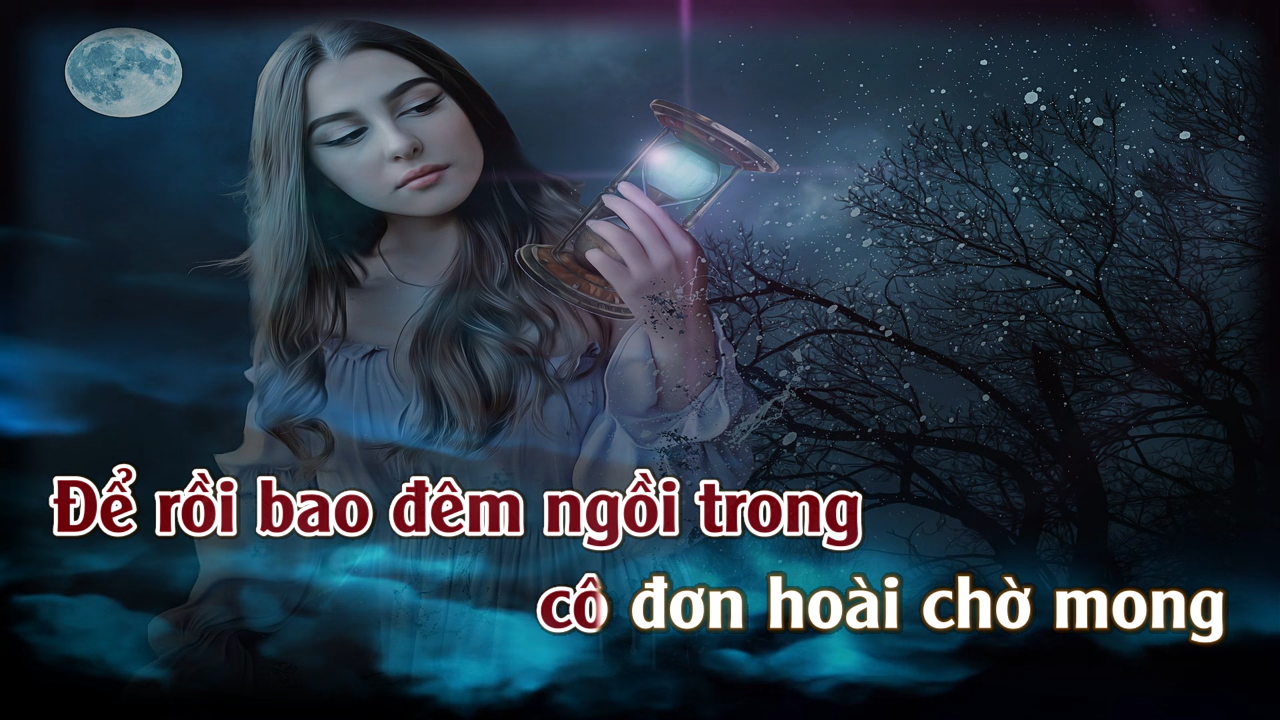 Để rồi bao đêm ngồi trong
cô đơn hoài chờ mong